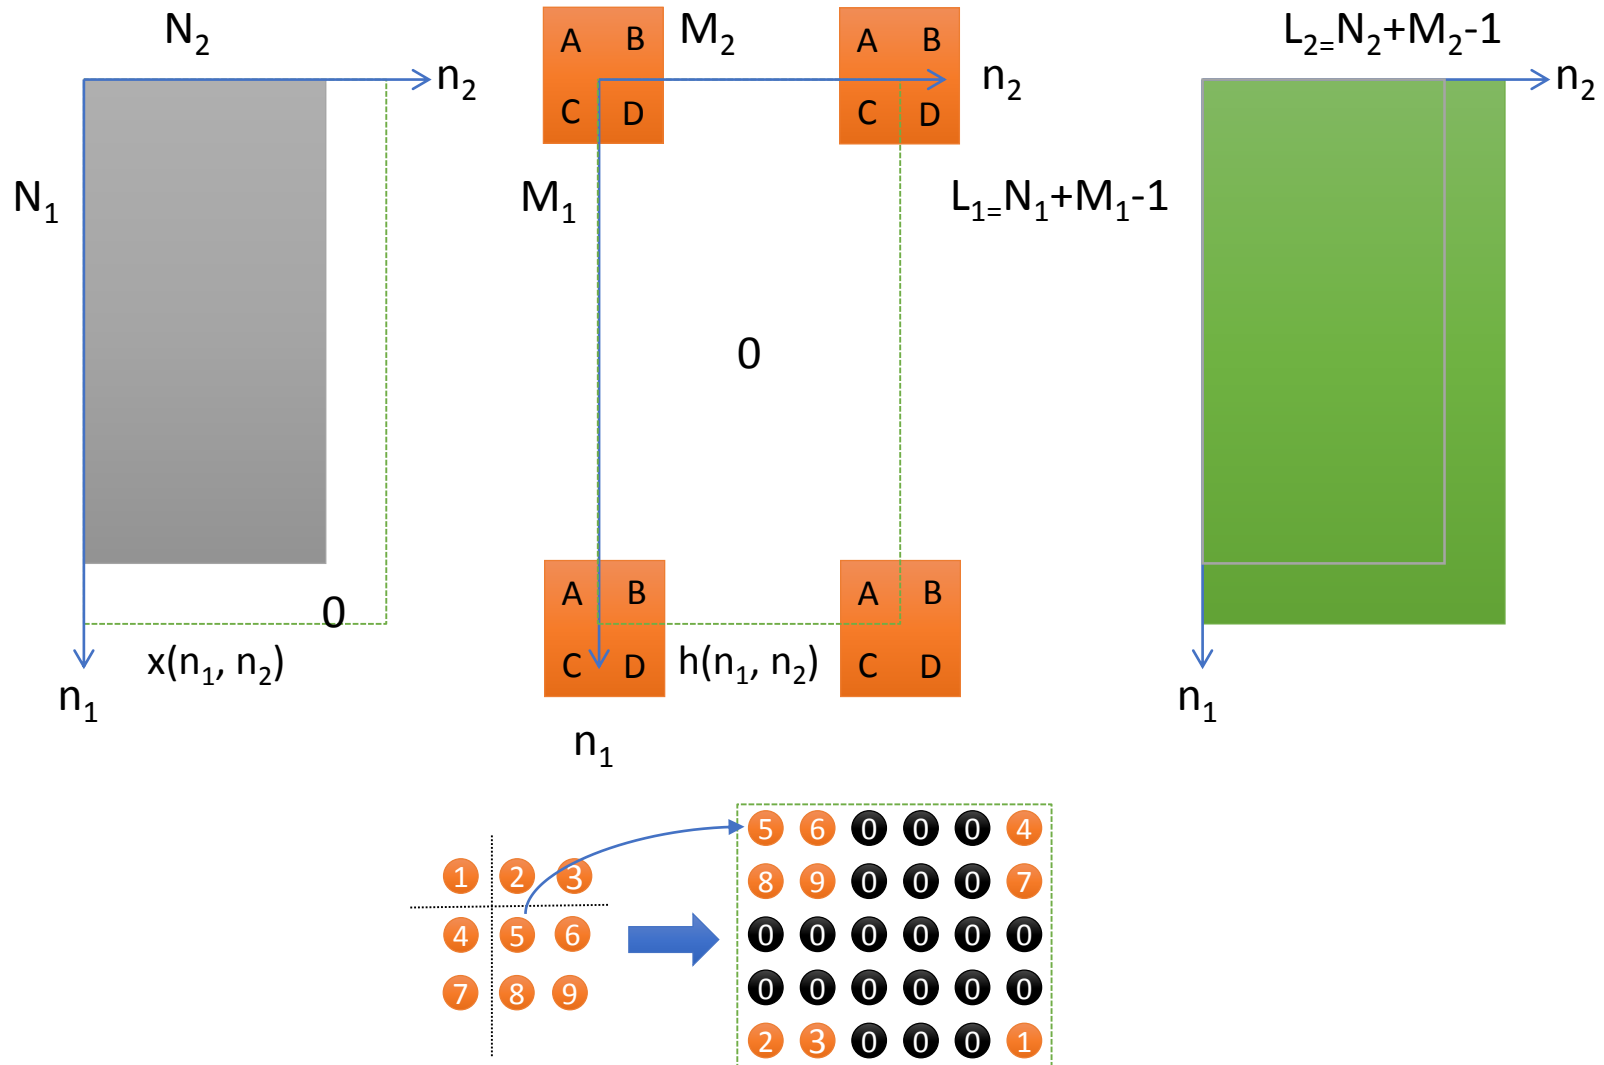 N₂
n₂
N₁
0
x(n₁, n₂)
n₁
A B
C D
M₂
A B
C D
n₂
M₁
0
A B
C D
h(n₁, n₂)
A B
C D
n₁
L₂₌N₂+M₂-1
n₂
L₁₌N₁+M₁-1
n₁
1 2 3
4 5 6
7 8 9
5 6 0 0 0 4
8 9 0 0 0 7
0 0 0 0 0 0
0 0 0 0 0 0
2 3 0 0 0 1